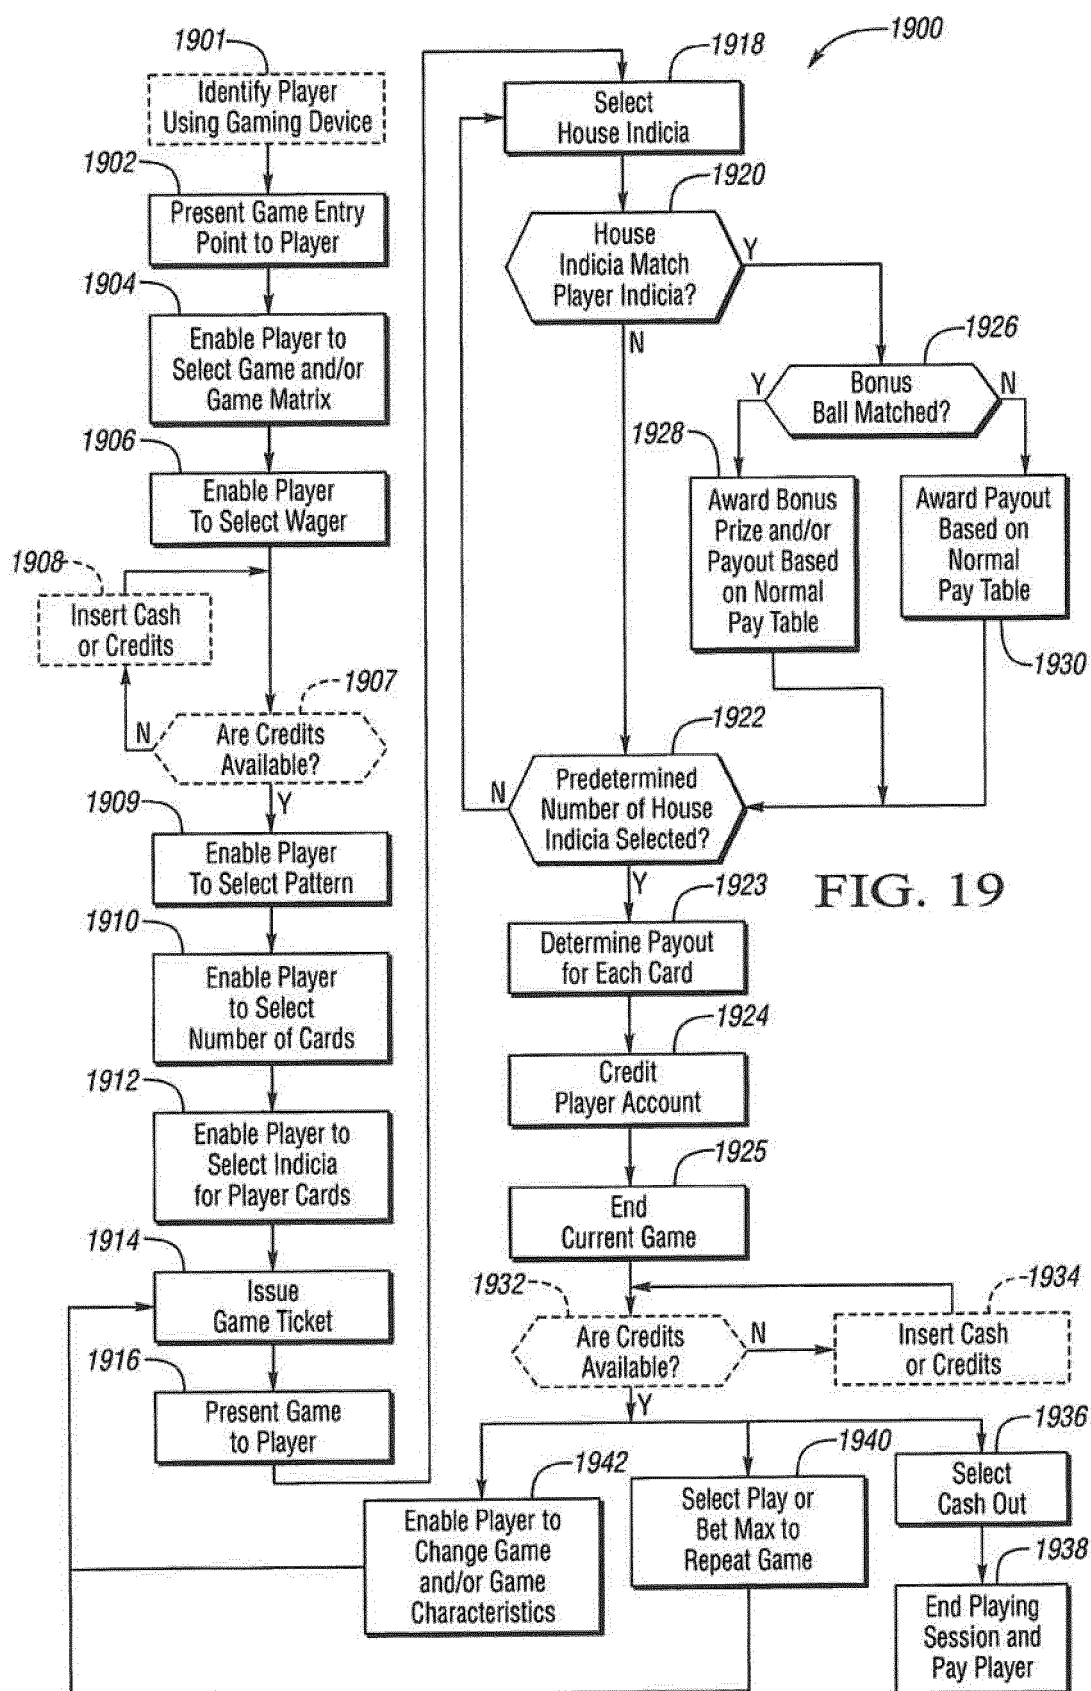 1900
1901
Identify Player
Using Gaming Device
1902
Present Game Entry
Point to Player
1904
Enable Player to
Select Game and/or
Game Matrix
1906
Enable Player
To Select Wager
1908
Insert Cash
or Credits
1907
N
Are Credits
Available?
Y
1909
Enable Player
To Select Pattern
1910
Enable Player
to Select
Number of Cards
1912
Enable Player to
Select Indicia
for Player Cards
1914
Issue
Game Ticket
1916
Present Game
to Player
1918
Select
House Indicia
1920
House
Indicia Match
Player Indicia?
Y
N
1926
Y
Bonus
Ball Matched?
N
1928
Award Bonus
Prize and/or
Payout Based
on Normal
Pay Table
Award Payout
Based on
Normal
Pay Table
1930
1922
N
Predetermined
Number of House
Indicia Selected?
Y
FIG. 19
1923
Determine Payout
for Each Card
1924
Credit
Player Account
1925
End
Current Game
1932
Are Credits
Available?
N
Y
1934
Insert Cash
or Credits
1942
Enable Player to
Change Game
and/or Game
Characteristics
1940
Select Play or
Bet Max to
Repeat Game
1936
Select
Cash Out
1938
End Playing
Session and
Pay Player